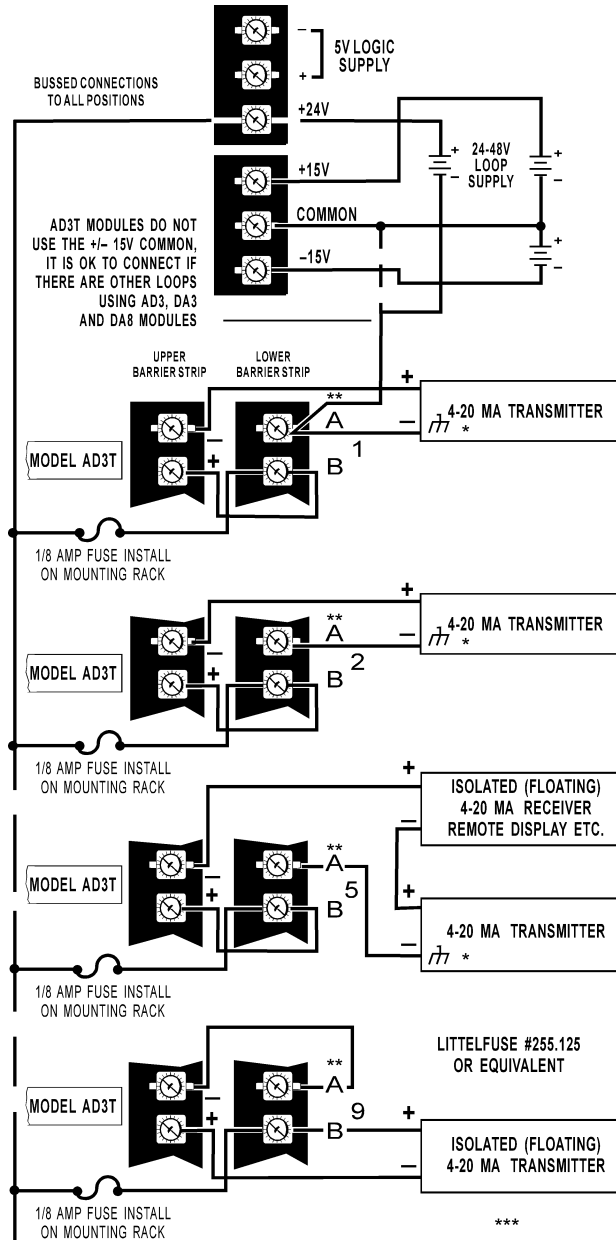 –
5V LOGIC
SUPPLY
+
BUSSED CONNECTIONS
TO ALL POSITIONS
+24V
+15V
+
–
24-48V
LOOP
SUPPLY
+
–
COMMON
AD3T MODULES DO NOT
USE THE +/– 15V COMMON,
IT IS OK TO CONNECT IF
THERE ARE OTHER LOOPS
USING AD3, DA3
AND DA8 MODULES
–15V
+
–
UPPER
BARRIER STRIP
LOWER
BARRIER STRIP
MODEL AD3T
–
+
**
A
1
B
+
–
4-20 MA TRANSMITTER
*
1/8 AMP FUSE INSTALL
ON MOUNTING RACK
MODEL AD3T
–
+
**
A
2
B
+
–
4-20 MA TRANSMITTER
*
1/8 AMP FUSE INSTALL
ON MOUNTING RACK
MODEL AD3T
–
+
**
A
5
B
+
–
ISOLATED (FLOATING)
4-20 MA RECEIVER
REMOTE DISPLAY ETC.
+
–
4-20 MA TRANSMITTER
*
1/8 AMP FUSE INSTALL
ON MOUNTING RACK
LITTELFUSE #255.125
OR EQUIVALENT
MODEL AD3T
–
+
**
A
9
B
+
–
ISOLATED (FLOATING)
4-20 MA TRANSMITTER
1/8 AMP FUSE INSTALL
ON MOUNTING RACK
***